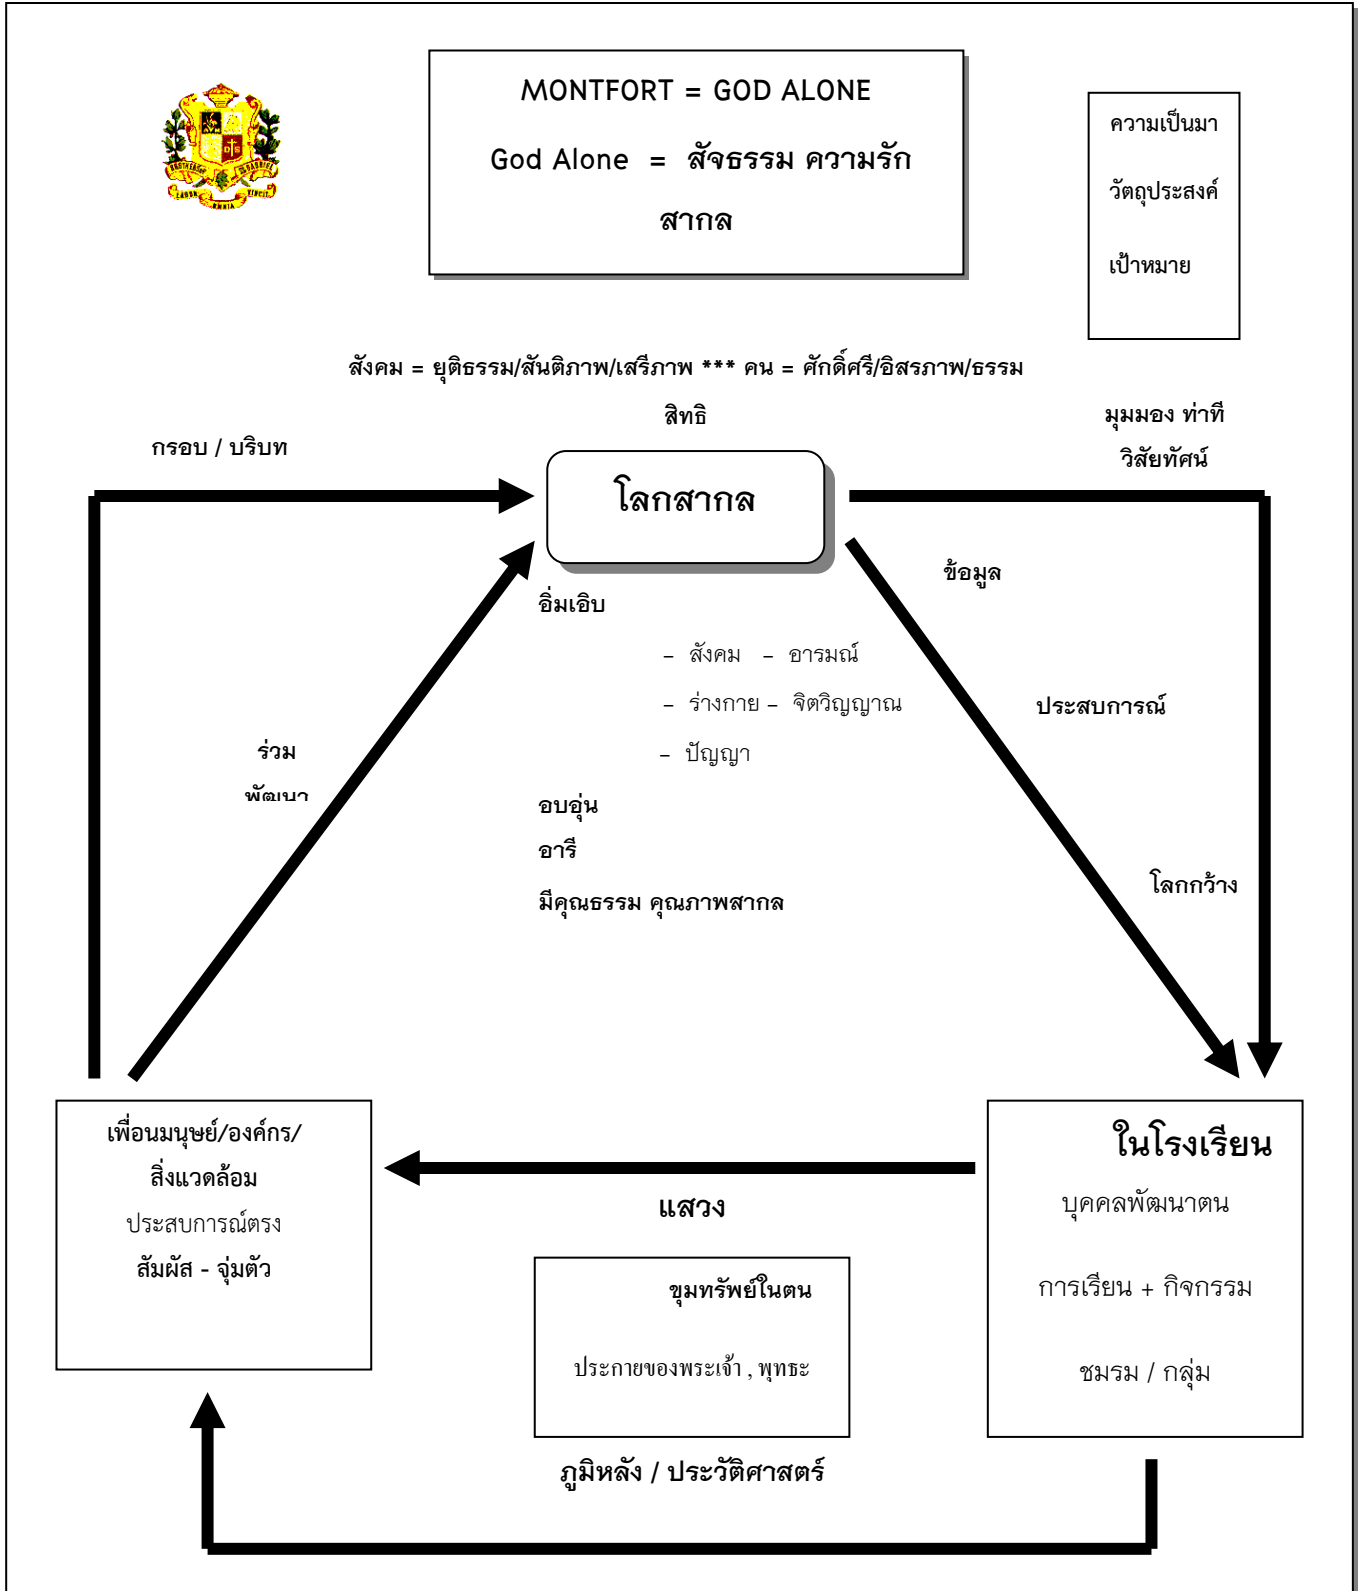 MONTFORT = GOD ALONE
God Alone = สัจธรรม ความรัก
สากล
ความเป็นมา
วัตถุประสงค์
เป้าหมาย
LABOR OMNIA VINCIT
สังคม = ยุติธรรม/สันติภาพ/เสรีภาพ *** คน = ศักดิ์ศรี/อิสรภาพ/ธรรม
สิทธิ
มุมมอง ท่าที
วิสัยทัศน์
กรอบ / บริบท
โลกสากล
ข้อมูล
อิ่มเอิบ
- สังคม - อารมณ์
- ร่างกาย - จิตวิญญาณ
- ปัญญา
ประสบการณ์
ร่วม
พัฒนา
อบอุ่น
อารี
มีคุณธรรม คุณภาพสากล
โลกกว้าง
เพื่อนมนุษย์/องค์กร/
สิ่งแวดล้อม
ประสบการณ์ตรง
สัมผัส - จุ่มตัว
ในโรงเรียน
บุคคลพัฒนาตน
การเรียน + กิจกรรม
ชมรม / กลุ่ม
แสวง
ขุมทรัพย์ในตน
ประกายของพระเจ้า , พุทธะ
ภูมิหลัง / ประวัติศาสตร์